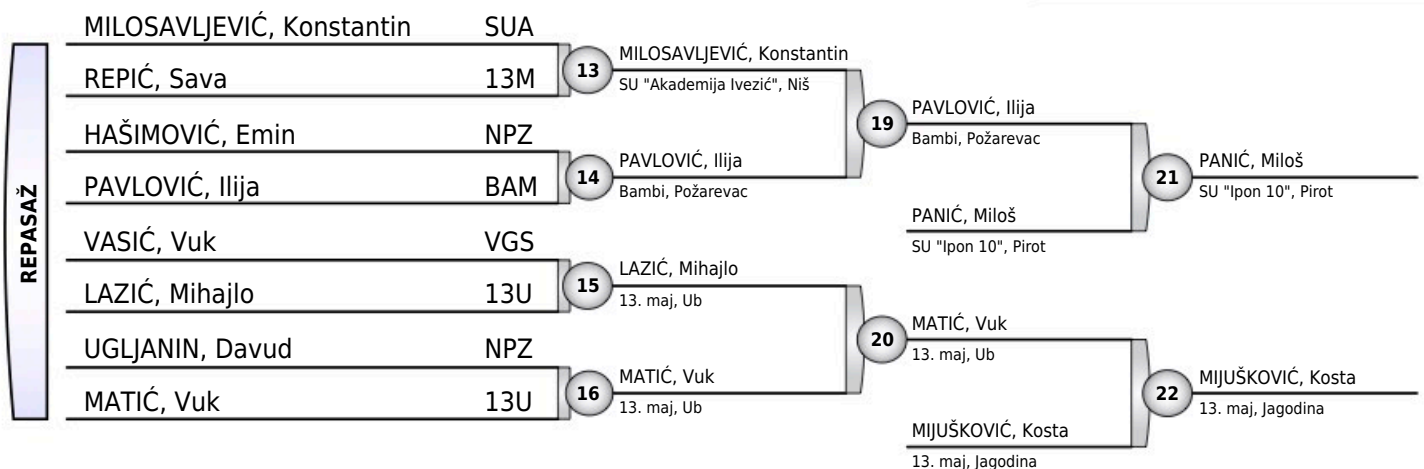 REPASAŽ
MILOSAVLJEVIĆ, Konstantin SUA
REPIĆ, Sava 13M
HAŠIMOVIĆ, Emin NPZ
PAVLOVIĆ, Ilija BAM
VASIĆ, Vuk VGS
LAZIĆ, Mihajlo 13U
UGLJANIN, Davud NPZ
MATIĆ, Vuk 13U
13
MILOSAVLJEVIĆ, Konstantin
SU "Akademija Ivezić", Niš
14
PAVLOVIĆ, Ilija
Bambi, Požarevac
15
LAZIĆ, Mihajlo
13. maj, Ub
16
MATIĆ, Vuk
13. maj, Ub
19
PAVLOVIĆ, Ilija
Bambi, Požarevac
PANIĆ, Miloš
SU "Ipon 10", Pirot
20
MATIĆ, Vuk
13. maj, Ub
MIJUŠKOVIĆ, Kosta
13. maj, Jagodina
21
PANIĆ, Miloš
SU "Ipon 10", Pirot
22
MIJUŠKOVIĆ, Kosta
13. maj, Jagodina